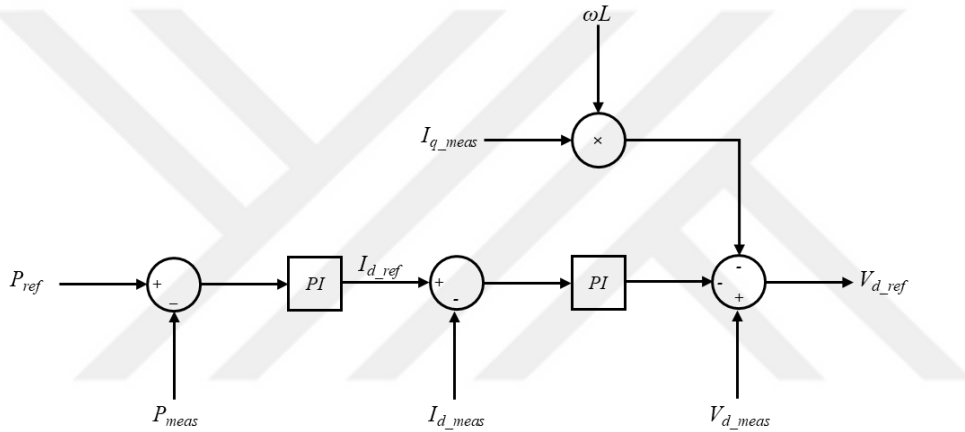 ωL
I_q_meas
×
-
P_ref
+
_
PI
I_d_ref
+
-
PI
-
+
V_d_ref
P_meas
I_d_meas
V_d_meas